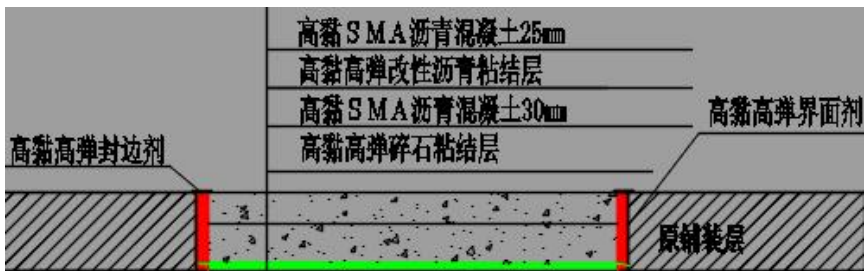 高黏SMA沥青混凝土25mm
高黏高弹改性沥青粘结层
高黏SMA沥青混凝土30mm
高黏高弹碎石粘结层
高黏高弹界面剂
高黏高弹封边剂
原铺装层